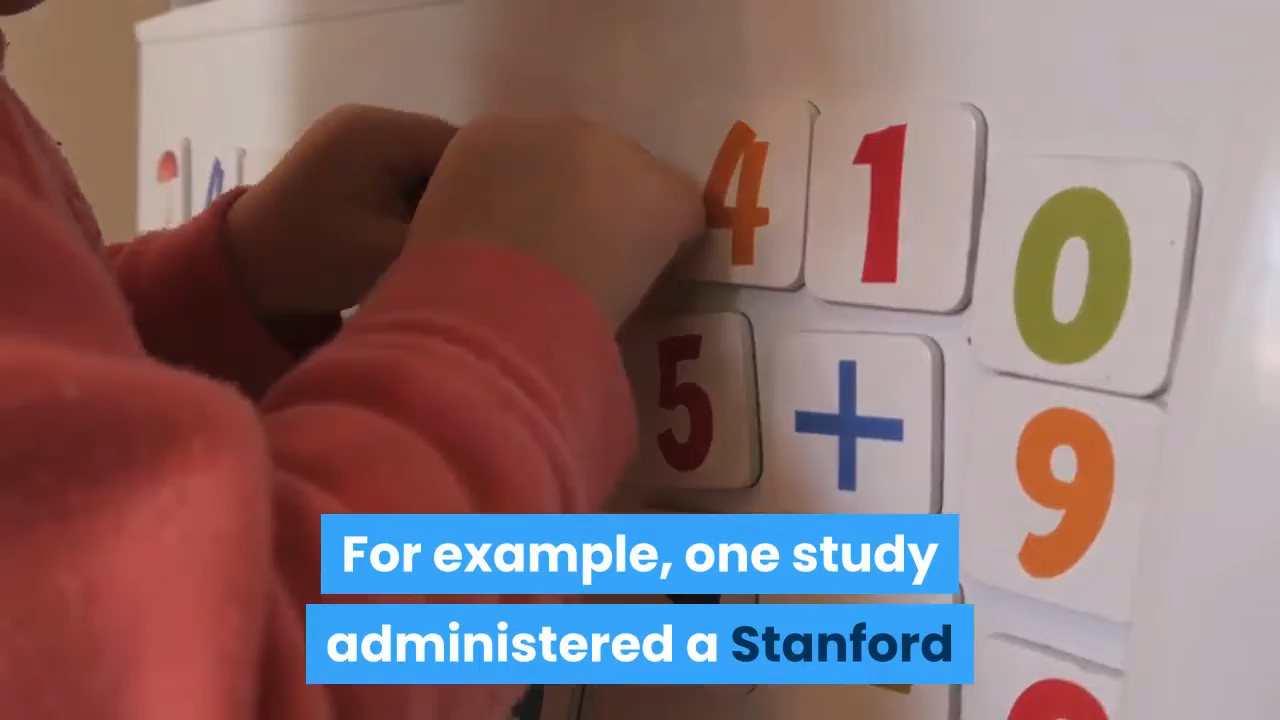 4 1 0
5 + 9
For example, one study
administered a Stanford